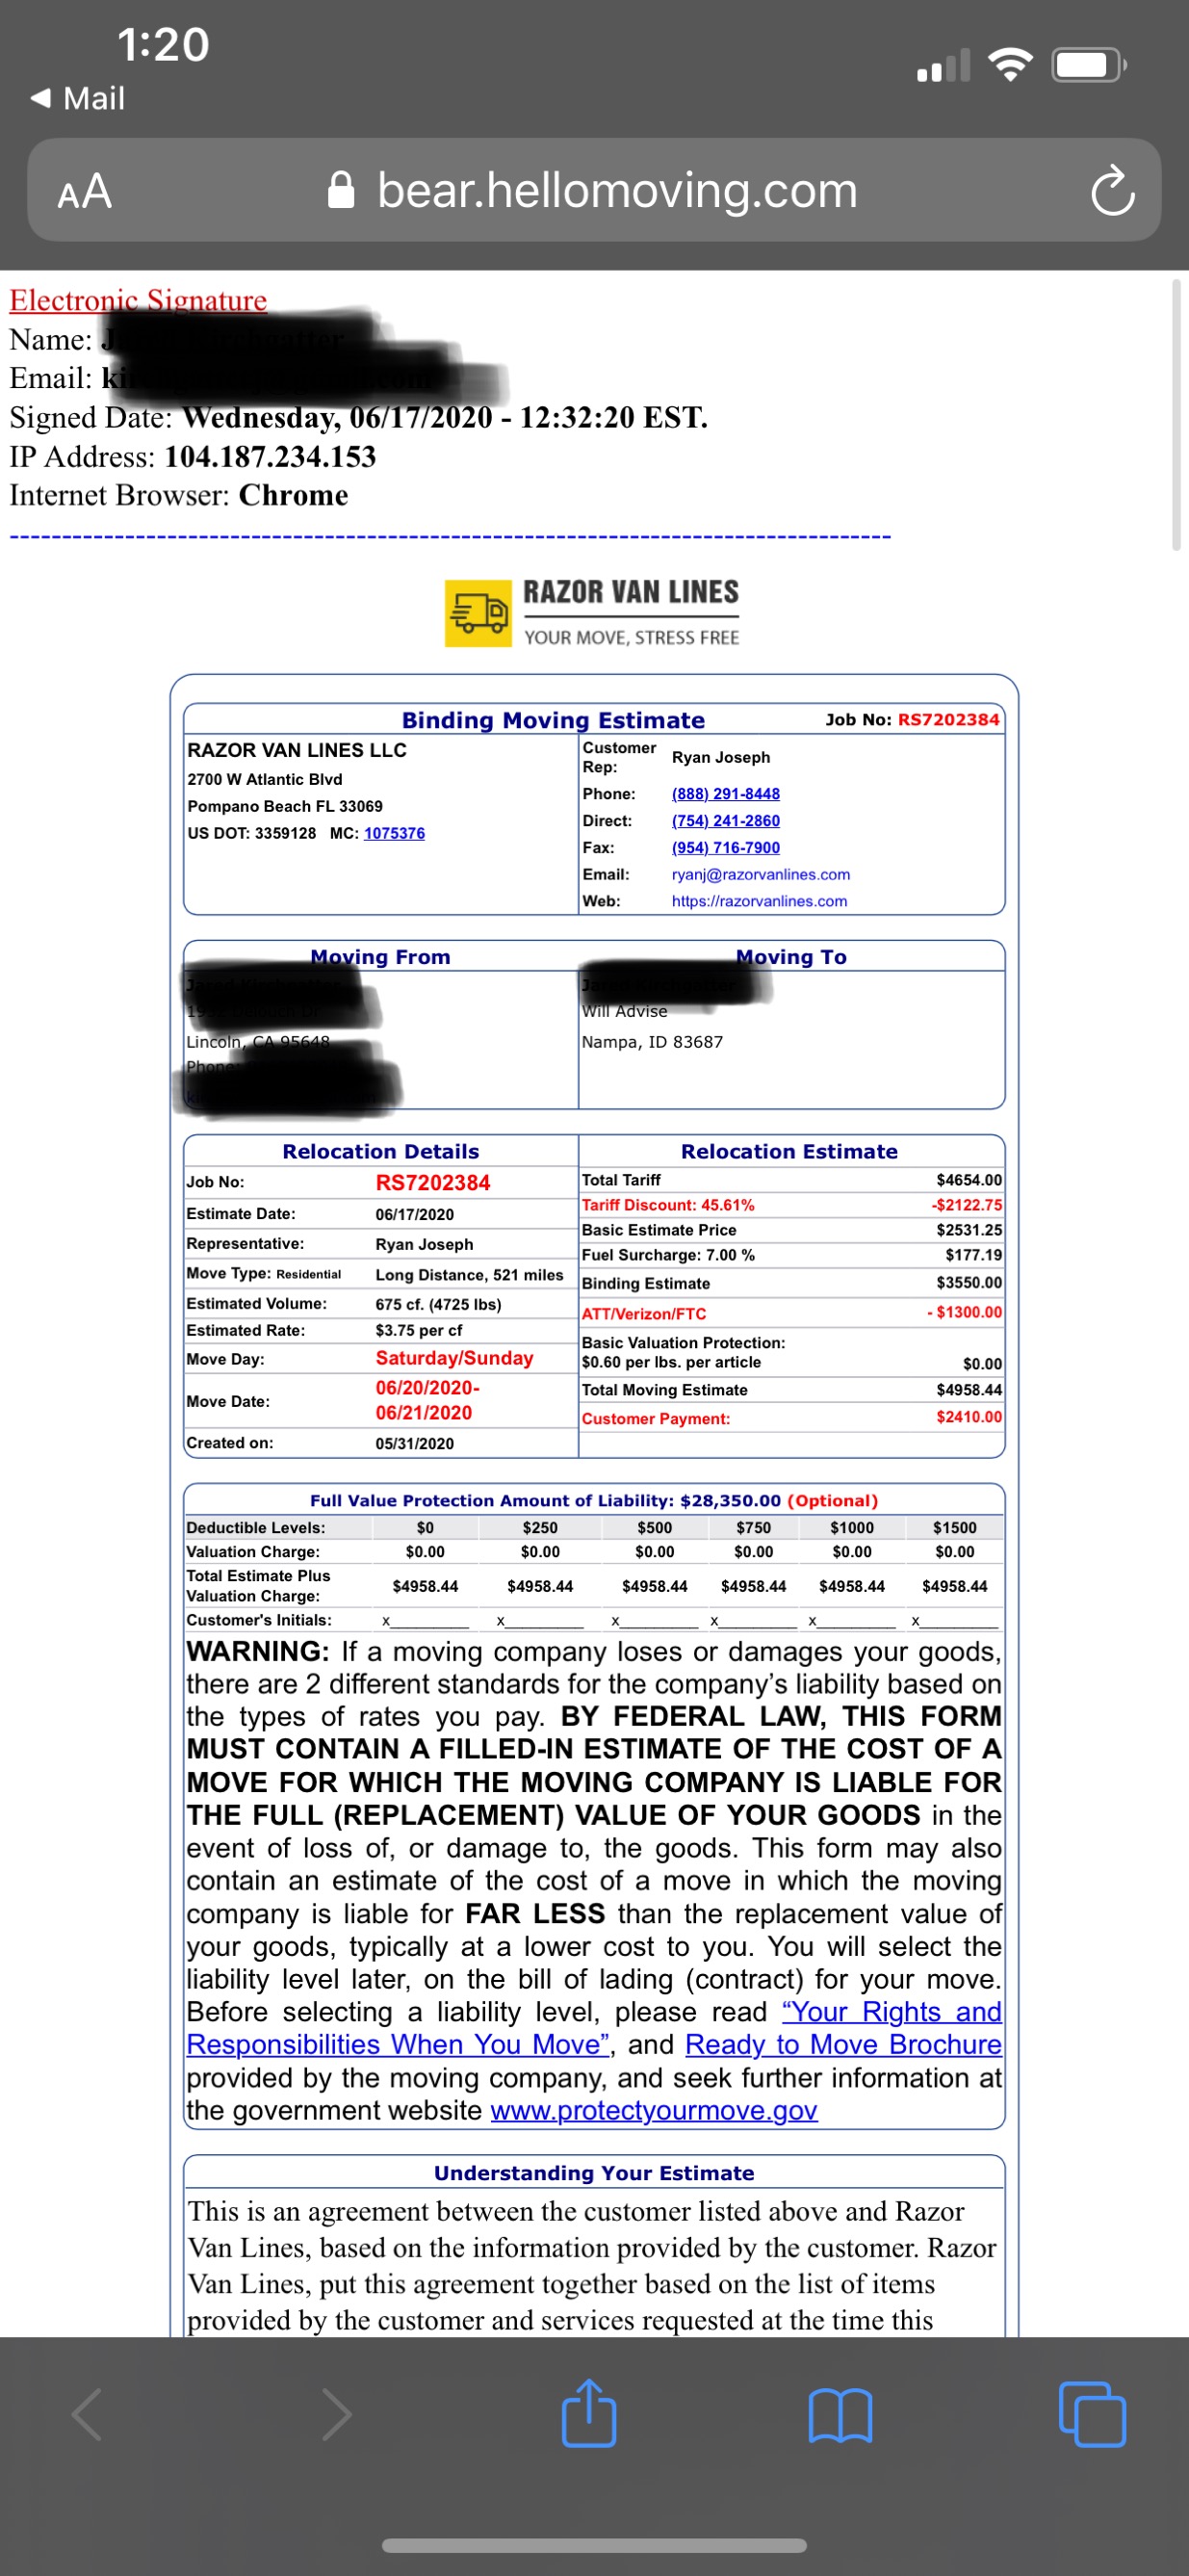 1:20
Mail
AA bear.hellomoving.com
Electronic Signature
Name:
Email:
Signed Date: Wednesday, 06/17/2020 - 12:32:20 EST.
IP Address: 104.187.234.153
Internet Browser: Chrome
--------------------------------------------------------------------------------------
RAZOR VAN LINES
YOUR MOVE, STRESS FREE
Binding Moving Estimate Job No: RS7202384
RAZOR VAN LINES LLC
2700 W Atlantic Blvd
Pompano Beach FL 33069
US DOT: 3359128 MC: 1075376
Customer Rep: Ryan Joseph
Phone: (888) 291-8448
Direct: (754) 241-2860
Fax: (954) 716-7900
Email: ryanj@razorvanlines.com
Web: https://razorvanlines.com
Moving From
Lincoln, CA 95648
Phone:
Moving To
Will Advise
Nampa, ID 83687
Relocation Details
Job No: RS7202384
Estimate Date: 06/17/2020
Representative: Ryan Joseph
Move Type: Residential Long Distance, 521 miles
Estimated Volume: 675 cf. (4725 lbs)
Estimated Rate: $3.75 per cf
Move Day: Saturday/Sunday
Move Date: 06/20/2020-
06/21/2020
Created on: 05/31/2020
Relocation Estimate
Total Tariff $4654.00
Tariff Discount: 45.61% -$2122.75
Basic Estimate Price $2531.25
Fuel Surcharge: 7.00 % $177.19
Binding Estimate $3550.00
ATT/Verizon/FTC - $1300.00
Basic Valuation Protection:
$0.60 per lbs. per article $0.00
Total Moving Estimate $4958.44
Customer Payment: $2410.00
Full Value Protection Amount of Liability: $28,350.00 (Optional)
Deductible Levels: $0 $250 $500 $750 $1000 $1500
Valuation Charge: $0.00 $0.00 $0.00 $0.00 $0.00 $0.00
Total Estimate Plus
Valuation Charge: $4958.44 $4958.44 $4958.44 $4958.44 $4958.44 $4958.44
Customer's Initials: x_________ x_________ x_________ x_________ x_________ x_________
WARNING: If a moving company loses or damages your goods,
there are 2 different standards for the company’s liability based on
the types of rates you pay. BY FEDERAL LAW, THIS FORM
MUST CONTAIN A FILLED-IN ESTIMATE OF THE COST OF A
MOVE FOR WHICH THE MOVING COMPANY IS LIABLE FOR
THE FULL (REPLACEMENT) VALUE OF YOUR GOODS in the
event of loss of, or damage to, the goods. This form may also
contain an estimate of the cost of a move in which the moving
company is liable for FAR LESS than the replacement value of
your goods, typically at a lower cost to you. You will select the
liability level later, on the bill of lading (contract) for your move.
Before selecting a liability level, please read “Your Rights and
Responsibilities When You Move”, and Ready to Move Brochure
provided by the moving company, and seek further information at
the government website www.protectyourmove.gov
Understanding Your Estimate
This is an agreement between the customer listed above and Razor
Van Lines, based on the information provided by the customer. Razor
Van Lines, put this agreement together based on the list of items
provided by the customer and services requested at the time this